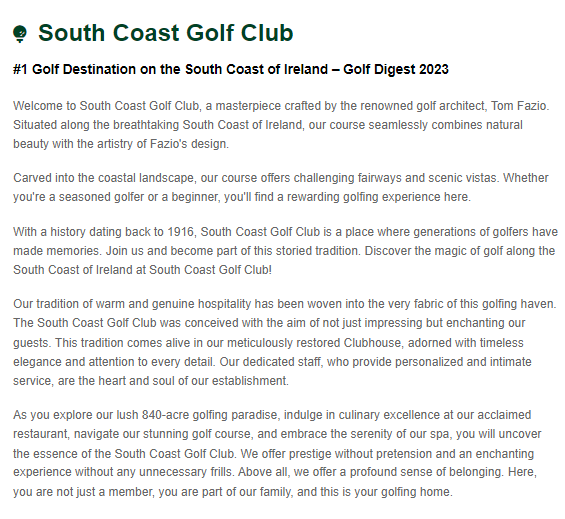 South Coast Golf Club
#1 Golf Destination on the South Coast of Ireland – Golf Digest 2023
Welcome to South Coast Golf Club, a masterpiece crafted by the renowned golf architect, Tom Fazio.
Situated along the breathtaking South Coast of Ireland, our course seamlessly combines natural
beauty with the artistry of Fazio's design.
Carved into the coastal landscape, our course offers challenging fairways and scenic vistas. Whether
you're a seasoned golfer or a beginner, you'll find a rewarding golfing experience here.
With a history dating back to 1916, South Coast Golf Club is a place where generations of golfers have
made memories. Join us and become part of this storied tradition. Discover the magic of golf along the
South Coast of Ireland at South Coast Golf Club!
Our tradition of warm and genuine hospitality has been woven into the very fabric of this golfing haven.
The South Coast Golf Club was conceived with the aim of not just impressing but enchanting our
guests. This tradition comes alive in our meticulously restored Clubhouse, adorned with timeless
elegance and attention to every detail. Our dedicated staff, who provide personalized and intimate
service, are the heart and soul of our establishment.
As you explore our lush 840-acre golfing paradise, indulge in culinary excellence at our acclaimed
restaurant, navigate our stunning golf course, and embrace the serenity of our spa, you will uncover
the essence of the South Coast Golf Club. We offer prestige without pretension and an enchanting
experience without any unnecessary frills. Above all, we offer a profound sense of belonging. Here,
you are not just a member, you are part of our family, and this is your golfing home.